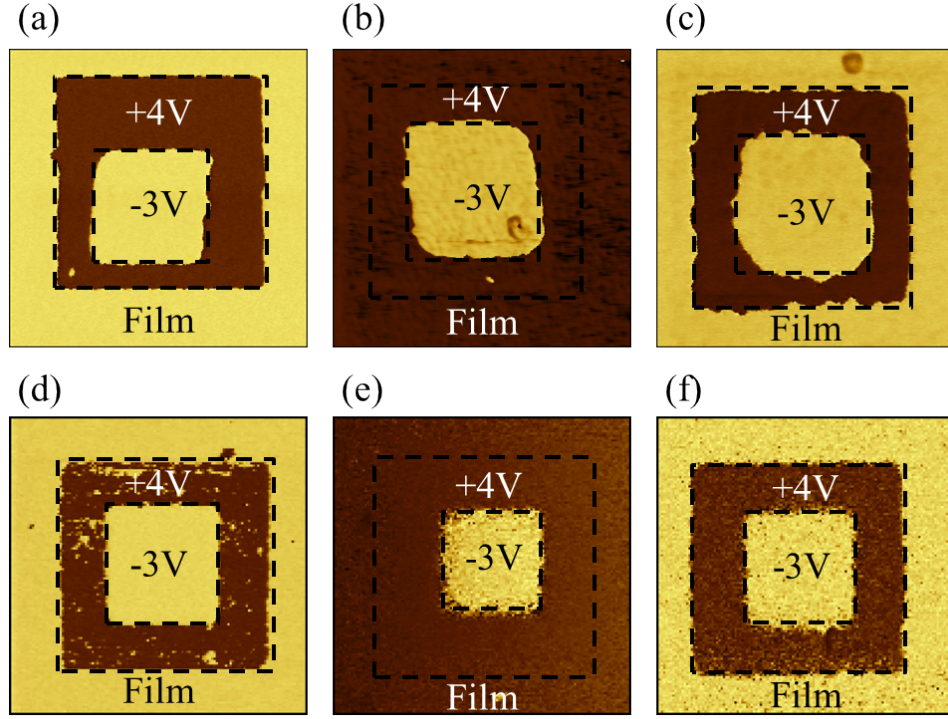 (a)
+4V
-3V
Film
(b)
+4V
-3V
Film
(c)
+4V
-3V
Film
(d)
+4V
-3V
Film
(e)
+4V
-3V
Film
(f)
+4V
-3V
Film